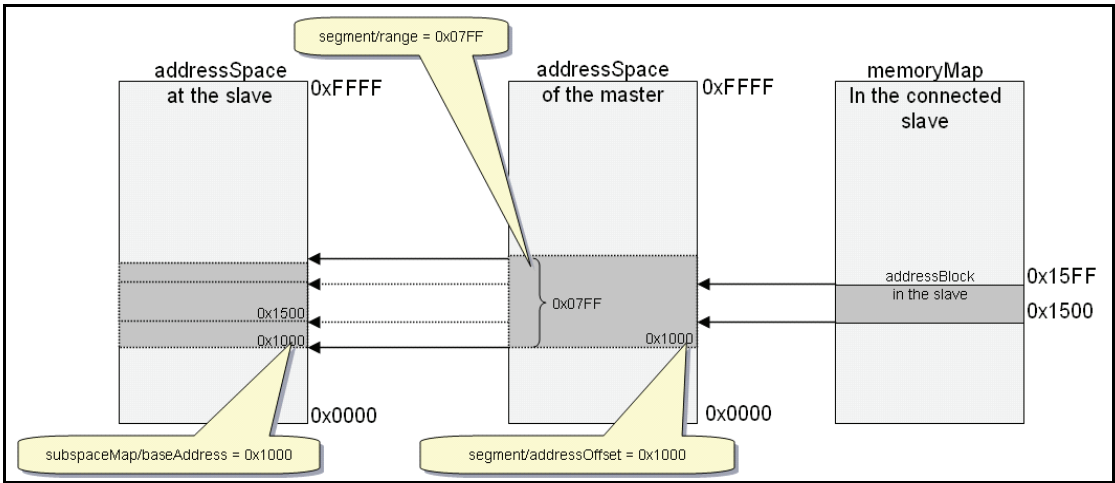 segment/range = 0x07FF
addressSpace
at the slave
0xFFFF
addressSpace
of the master
0xFFFF
memoryMap
In the connected
slave
0x1500
0x1000
0x0000
0x07FF
0x1000
0x0000
addressBlock
in the slave
0x15FF
0x1500
subspaceMap/baseAddress = 0x1000
segment/addressOffset = 0x1000